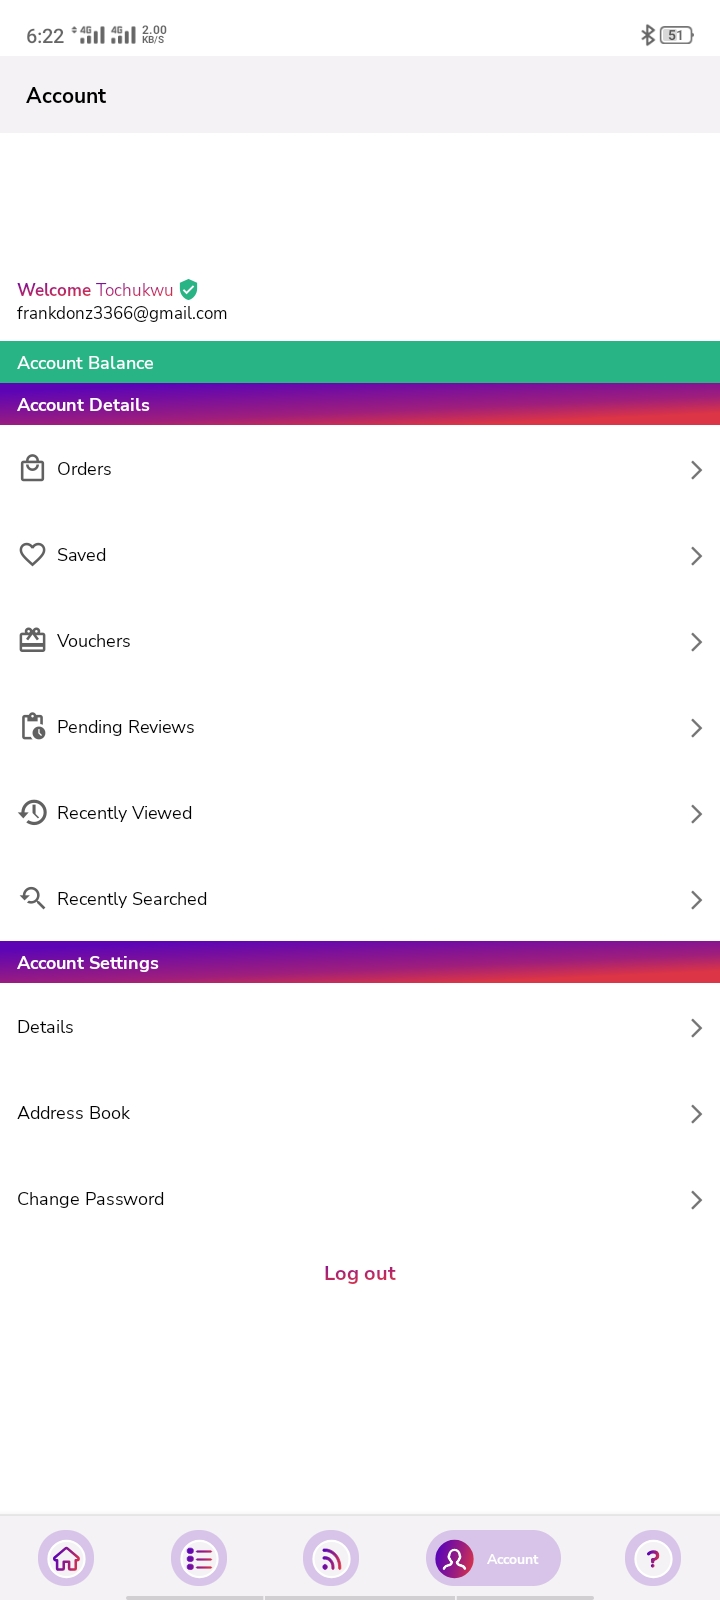 6:22 4G 4G 2.00 KB/S 51
Account
Welcome Tochukwu
frankdonz3366@gmail.com
Account Balance
Account Details
Orders
Saved
Vouchers
Pending Reviews
Recently Viewed
Recently Searched
Account Settings
Details
Address Book
Change Password
Log out
Account ?